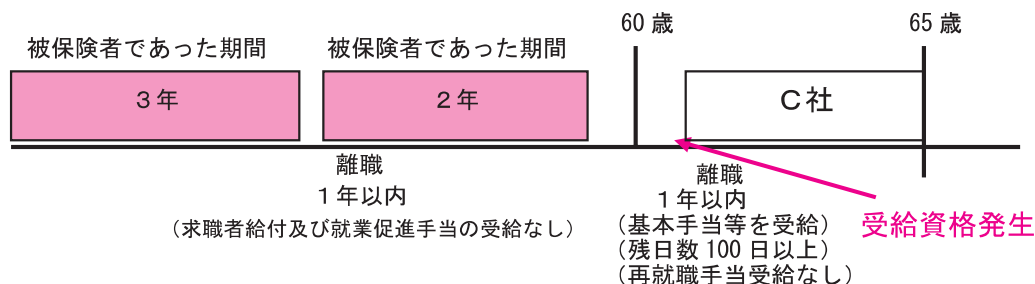 60歳
65歳
被保険者であった期間
被保険者であった期間
３年
２年
Ｃ社
離職
１年以内
（求職者給付及び就業促進手当の受給なし）
離職
１年以内
（基本手当等を受給）
（残日数100日以上）
（再就職手当受給なし）
受給資格発生